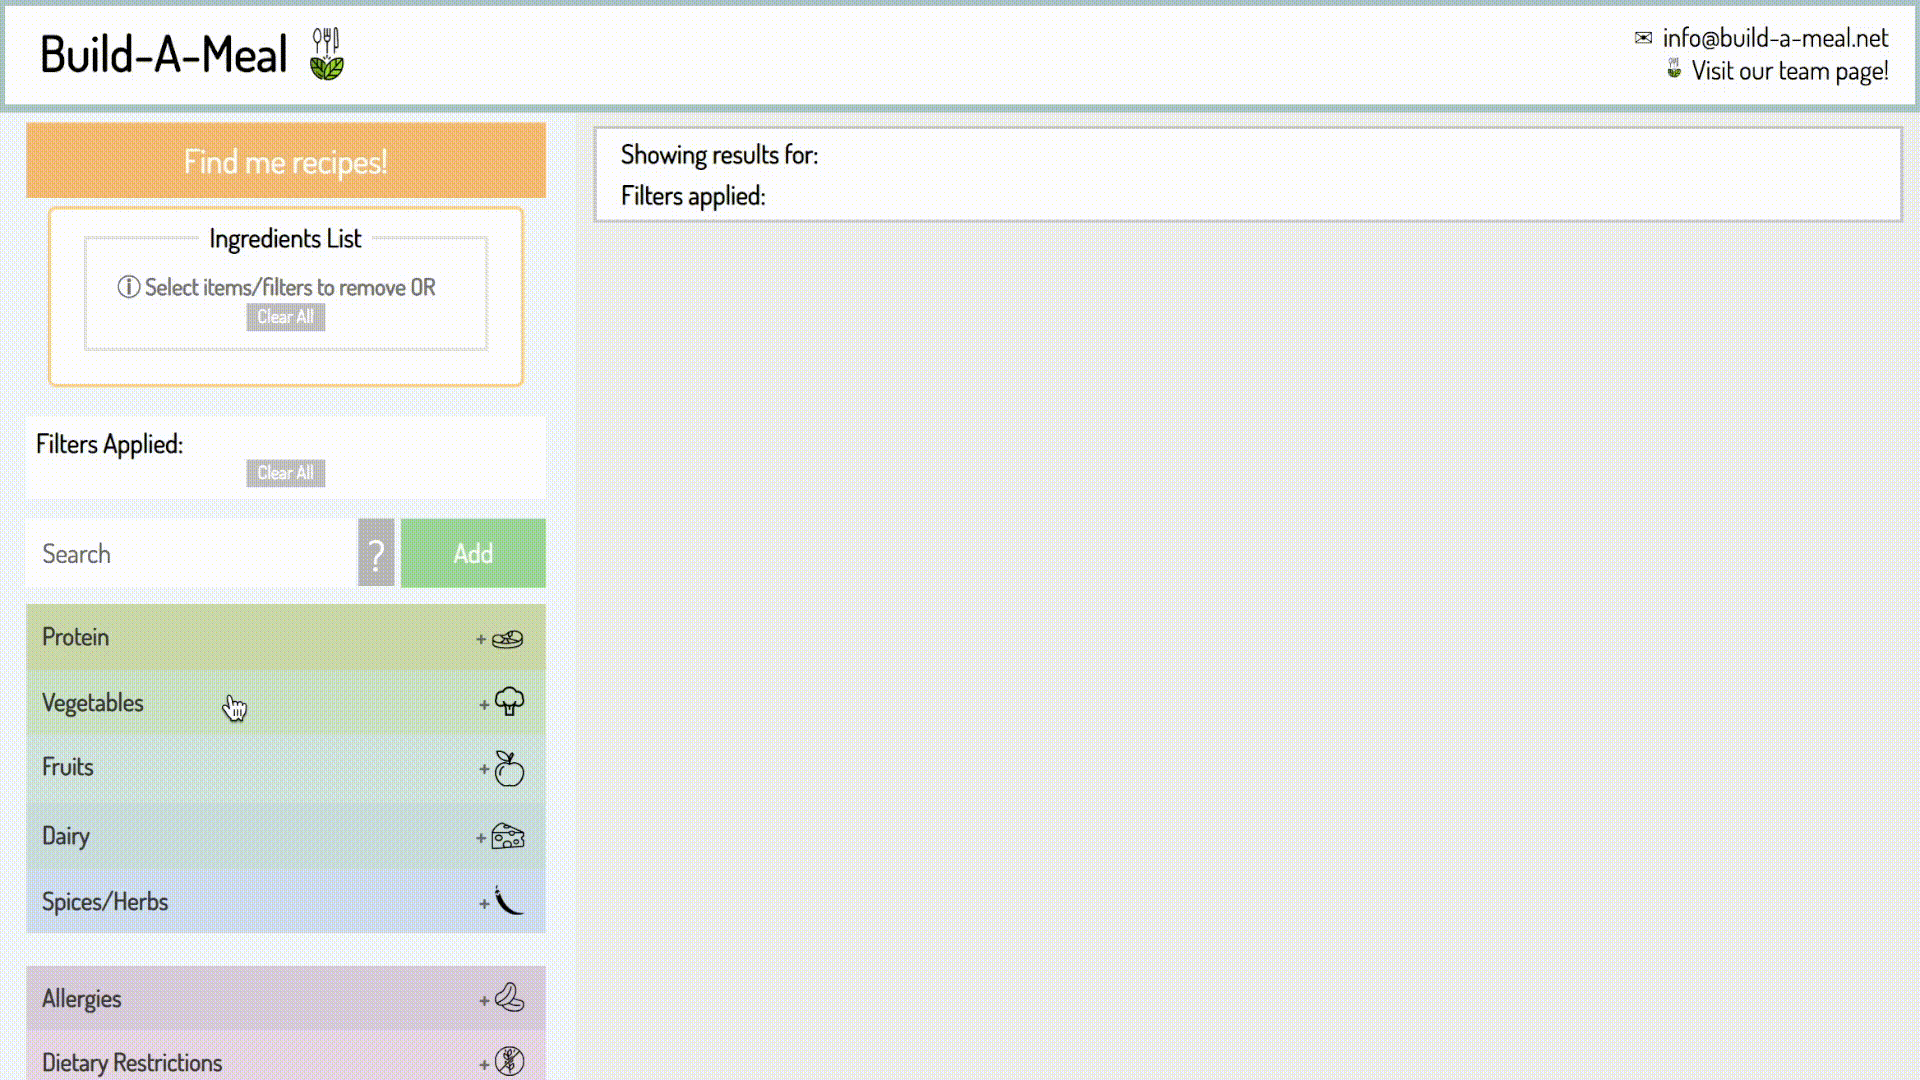 Build-A-Meal
✉ info@build-a-meal.net
Visit our team page!
Find me recipes!
Ingredients List
ⓘ Select items/filters to remove OR
Clear All
Filters Applied:
Clear All
Search
?
Add
Protein +
Vegetables +
Fruits +
Dairy +
Spices/Herbs +
Allergies +
Dietary Restrictions +
Showing results for:
Filters applied: